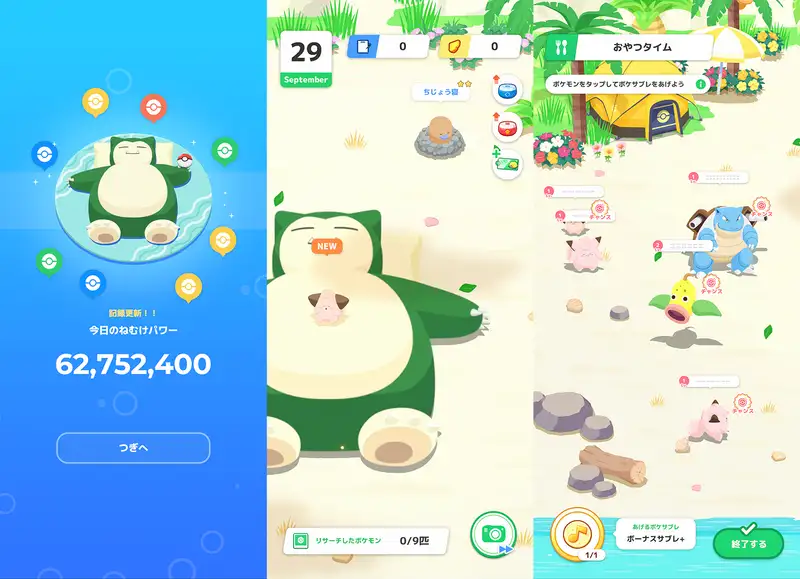 記録更新！！
今日のねむけパワー
62,752,400
つぎへ
29
September
0
0
ちじょう寝
NEW
リサーチしたポケモン
0/9匹
おやつタイム
ポケモンをタップしてポケサブレをあげよう
チャンス
チャンス
チャンス
チャンス
1/1
あげるポケサブレ
ボーナスサブレ+
終了する